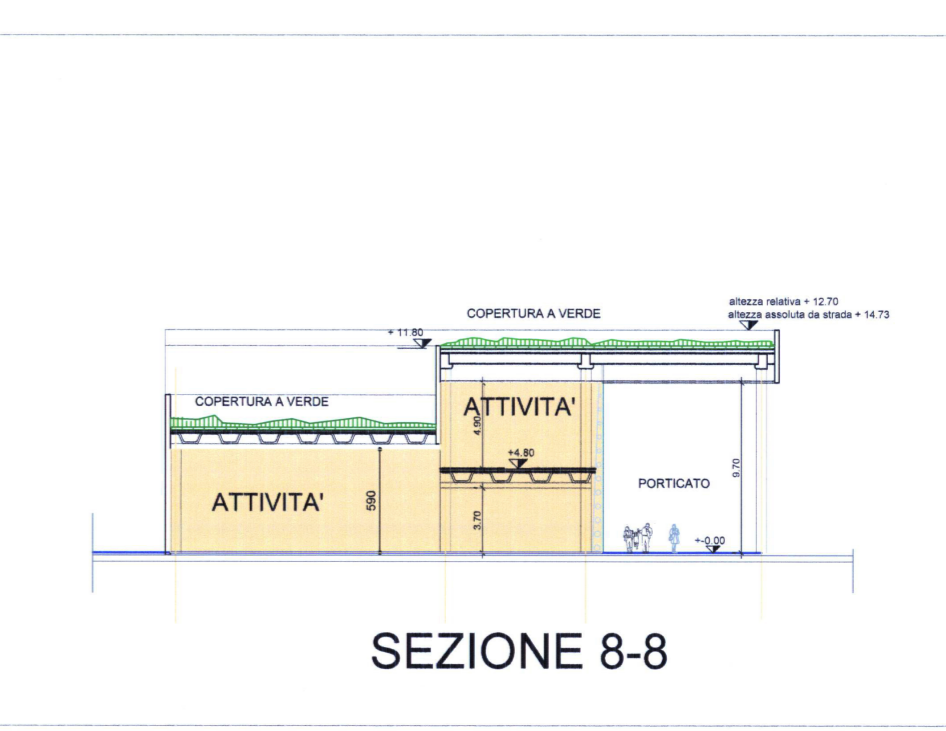 altezza relativa + 12.70
altezza assoluta da strada + 14.73
COPERTURA A VERDE
+ 11.80
COPERTURA A VERDE
ATTIVITA'
4.90
+4.80
9.70
PORTICATO
ATTIVITA'
590
3.70
+-0.00
SEZIONE 8-8